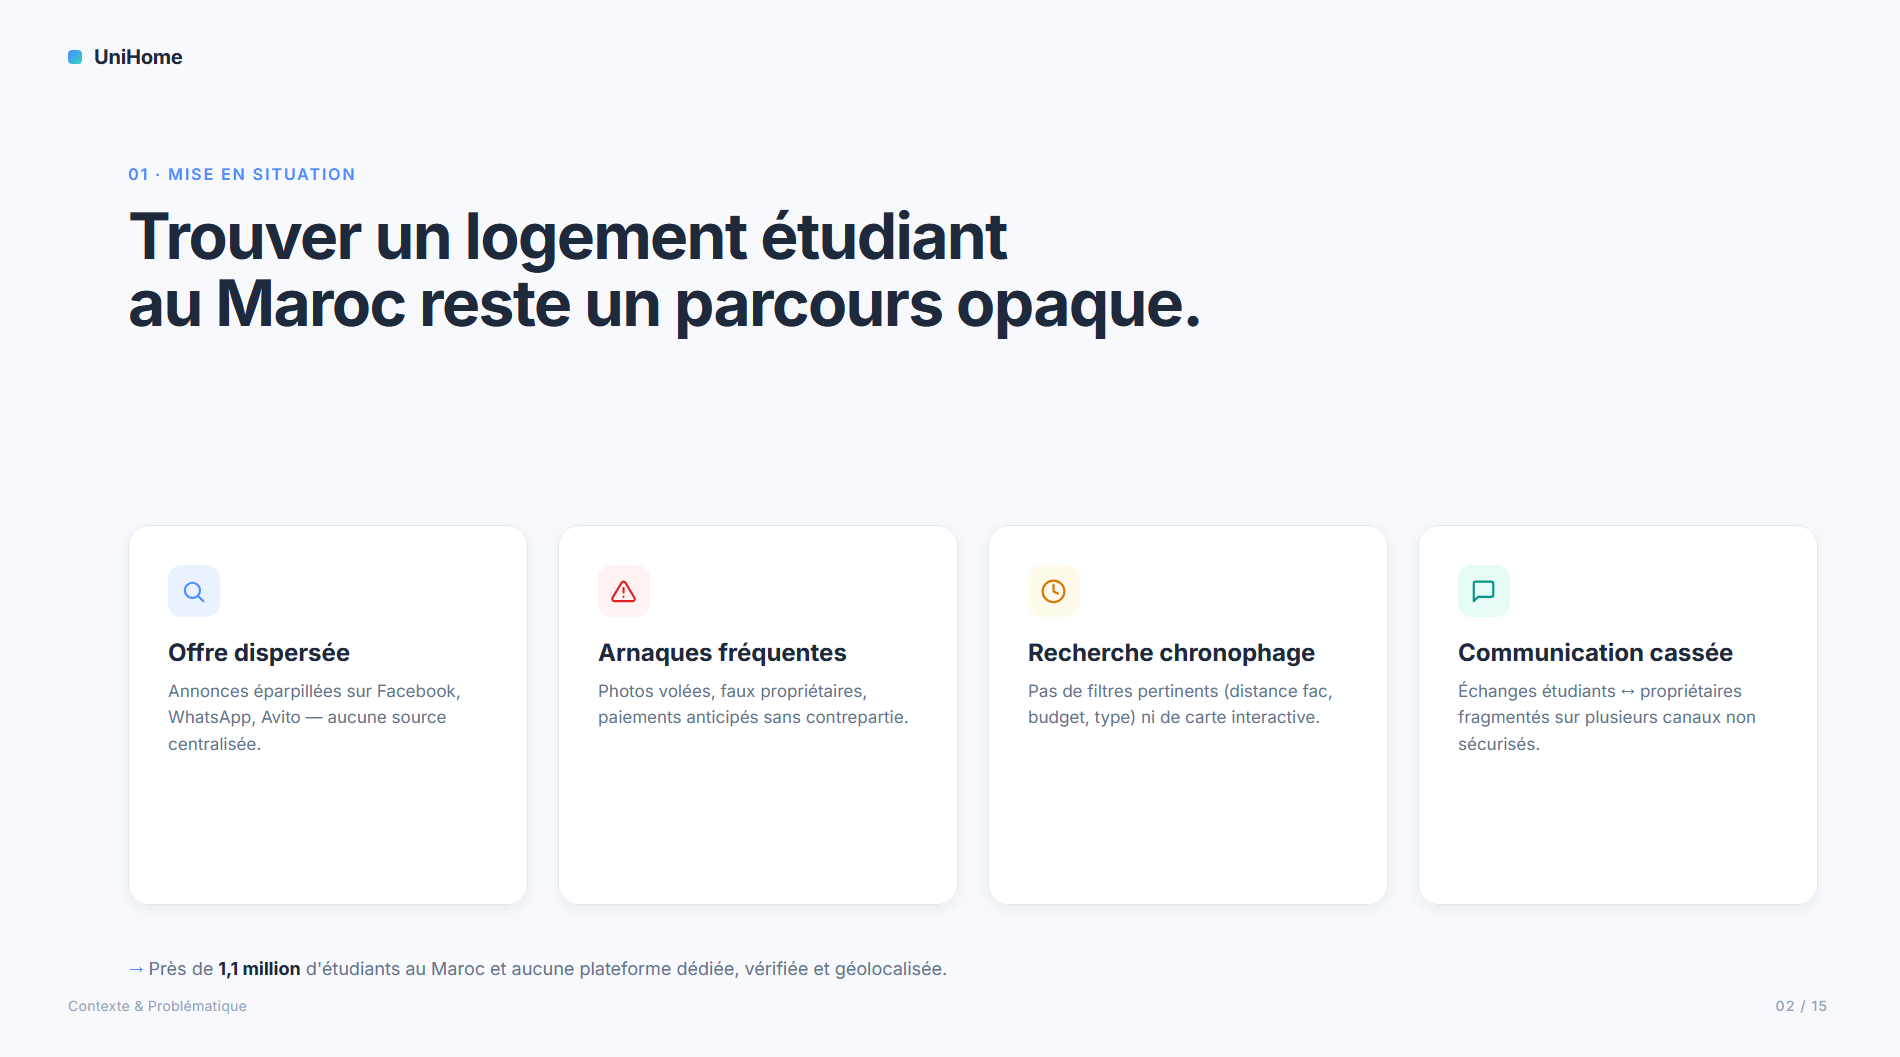 UniHome
01 · MISE EN SITUATION
Trouver un logement étudiant
au Maroc reste un parcours opaque.
Offre dispersée
Annonces éparpillées sur Facebook,
WhatsApp, Avito — aucune source
centralisée.
Arnaques fréquentes
Photos volées, faux propriétaires,
paiements anticipés sans contrepartie.
Recherche chronophage
Pas de filtres pertinents (distance fac,
budget, type) ni de carte interactive.
Communication cassée
Échanges étudiants ↔ propriétaires
fragmentés sur plusieurs canaux non
sécurisés.
→ Près de 1,1 million d'étudiants au Maroc et aucune plateforme dédiée, vérifiée et géolocalisée.
Contexte & Problématique
02 / 15